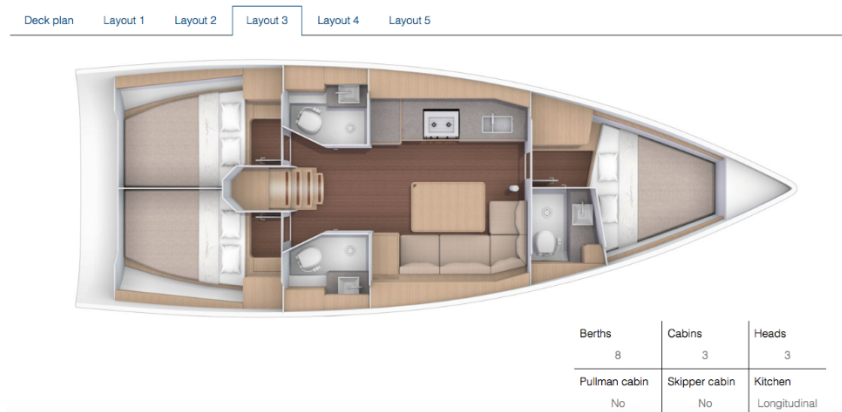 Deck plan Layout 1 Layout 2 Layout 3 Layout 4 Layout 5
Berths Cabins Heads
8 3 3
Pullman cabin Skipper cabin Kitchen
No No Longitudinal